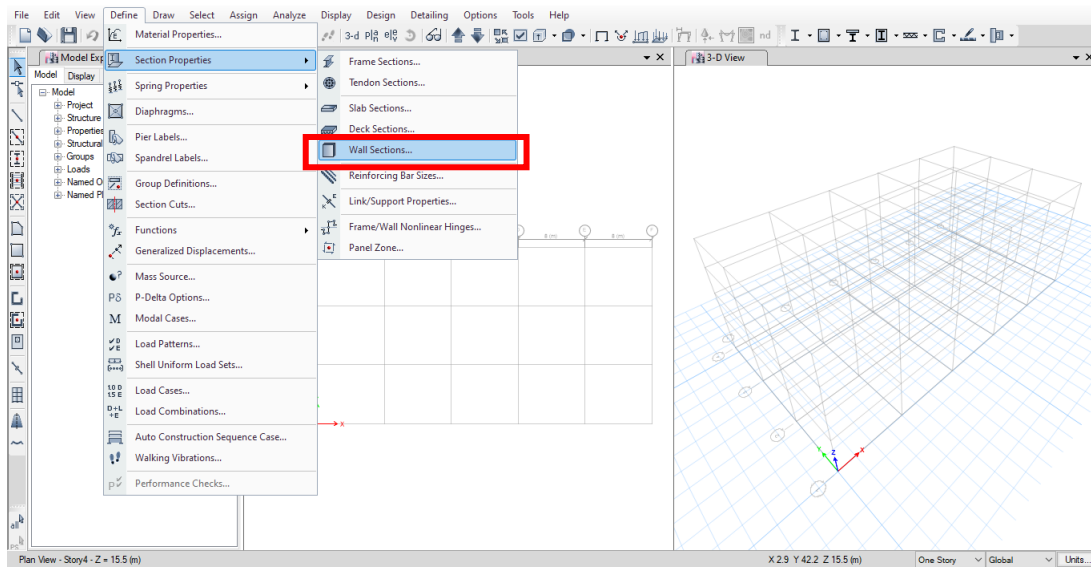 File Edit View Define Draw Select Assign Analyze Display Design Detailing Options Tools Help
3-d
nd
Model Exp
Model Display
Model
Project
Structure
Properties
Structural
Groups
Loads
Named O
Named Pl
Material Properties...
Section Properties
Spring Properties
Diaphragms...
Pier Labels...
Spandrel Labels...
Group Definitions...
Section Cuts...
Functions
Generalized Displacements...
Mass Source...
Pδ P-Delta Options...
M Modal Cases...
Load Patterns...
Shell Uniform Load Sets...
Load Cases...
Load Combinations...
Auto Construction Sequence Case...
Walking Vibrations...
Performance Checks...
Frame Sections...
Tendon Sections...
Slab Sections...
Deck Sections...
Wall Sections...
Reinforcing Bar Sizes...
Link/Support Properties...
Frame/Wall Nonlinear Hinges...
Panel Zone...
8 (m) 8 (m)
X
3-D View
Y Z X
Plan View - Story4 - Z = 15.5 (m)
X 2.9 Y 42.2 Z 15.5 (m)
One Story
Global
Units...